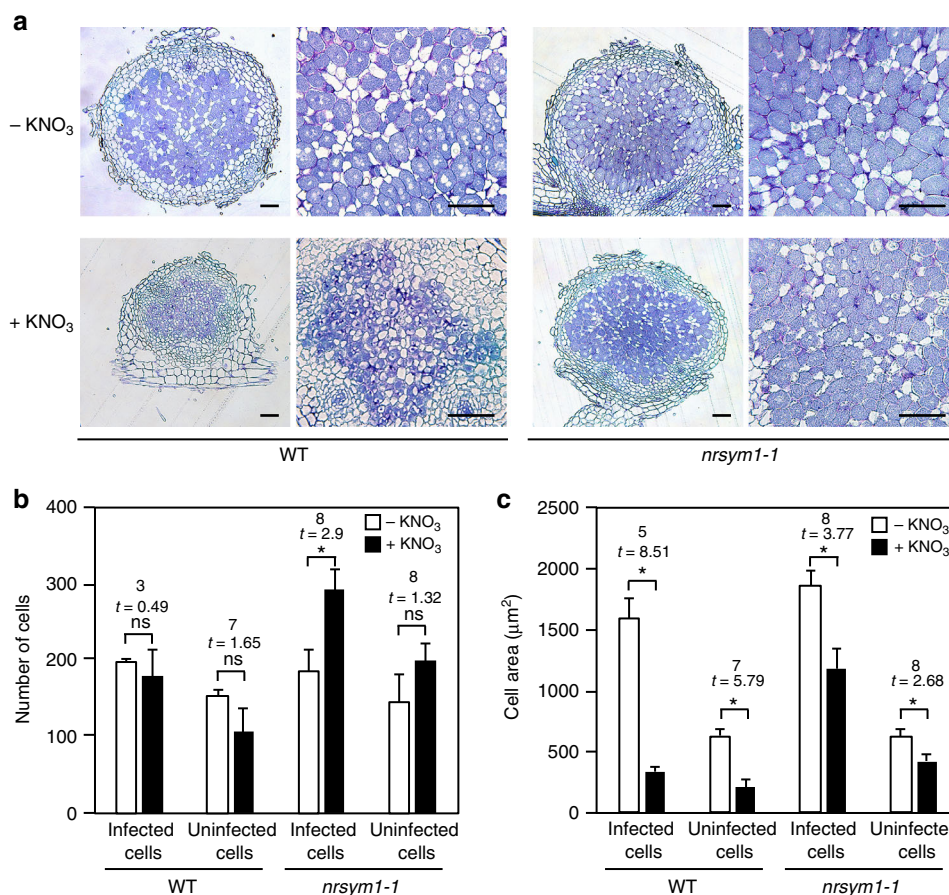 a
– KNO3
+ KNO3
WT
nrsym1-1
b
Number of cells
400
300
200
100
0
– KNO3
+ KNO3
3
t = 0.49
ns
7
t = 1.65
ns
8
t = 2.9
*
8
t = 1.32
ns
Infected cells
Uninfected cells
Infected cells
Uninfected cells
WT
nrsym1-1
c
Cell area (μm2)
2500
2000
1500
1000
500
0
– KNO3
+ KNO3
5
t = 8.51
*
7
t = 5.79
*
8
t = 3.77
*
8
t = 2.68
*
Infected cells
Uninfected cells
Infected cells
Uninfected cells
WT
nrsym1-1